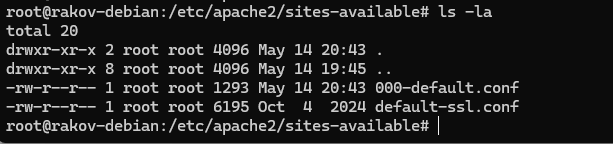 root@rakov-debian:/etc/apache2/sites-available# ls -la
total 20
drwxr-xr-x 2 root root 4096 May 14 20:43 .
drwxr-xr-x 8 root root 4096 May 14 19:45 ..
-rw-r--r-- 1 root root 1293 May 14 20:43 000-default.conf
-rw-r--r-- 1 root root 6195 Oct  4  2024 default-ssl.conf
root@rakov-debian:/etc/apache2/sites-available#